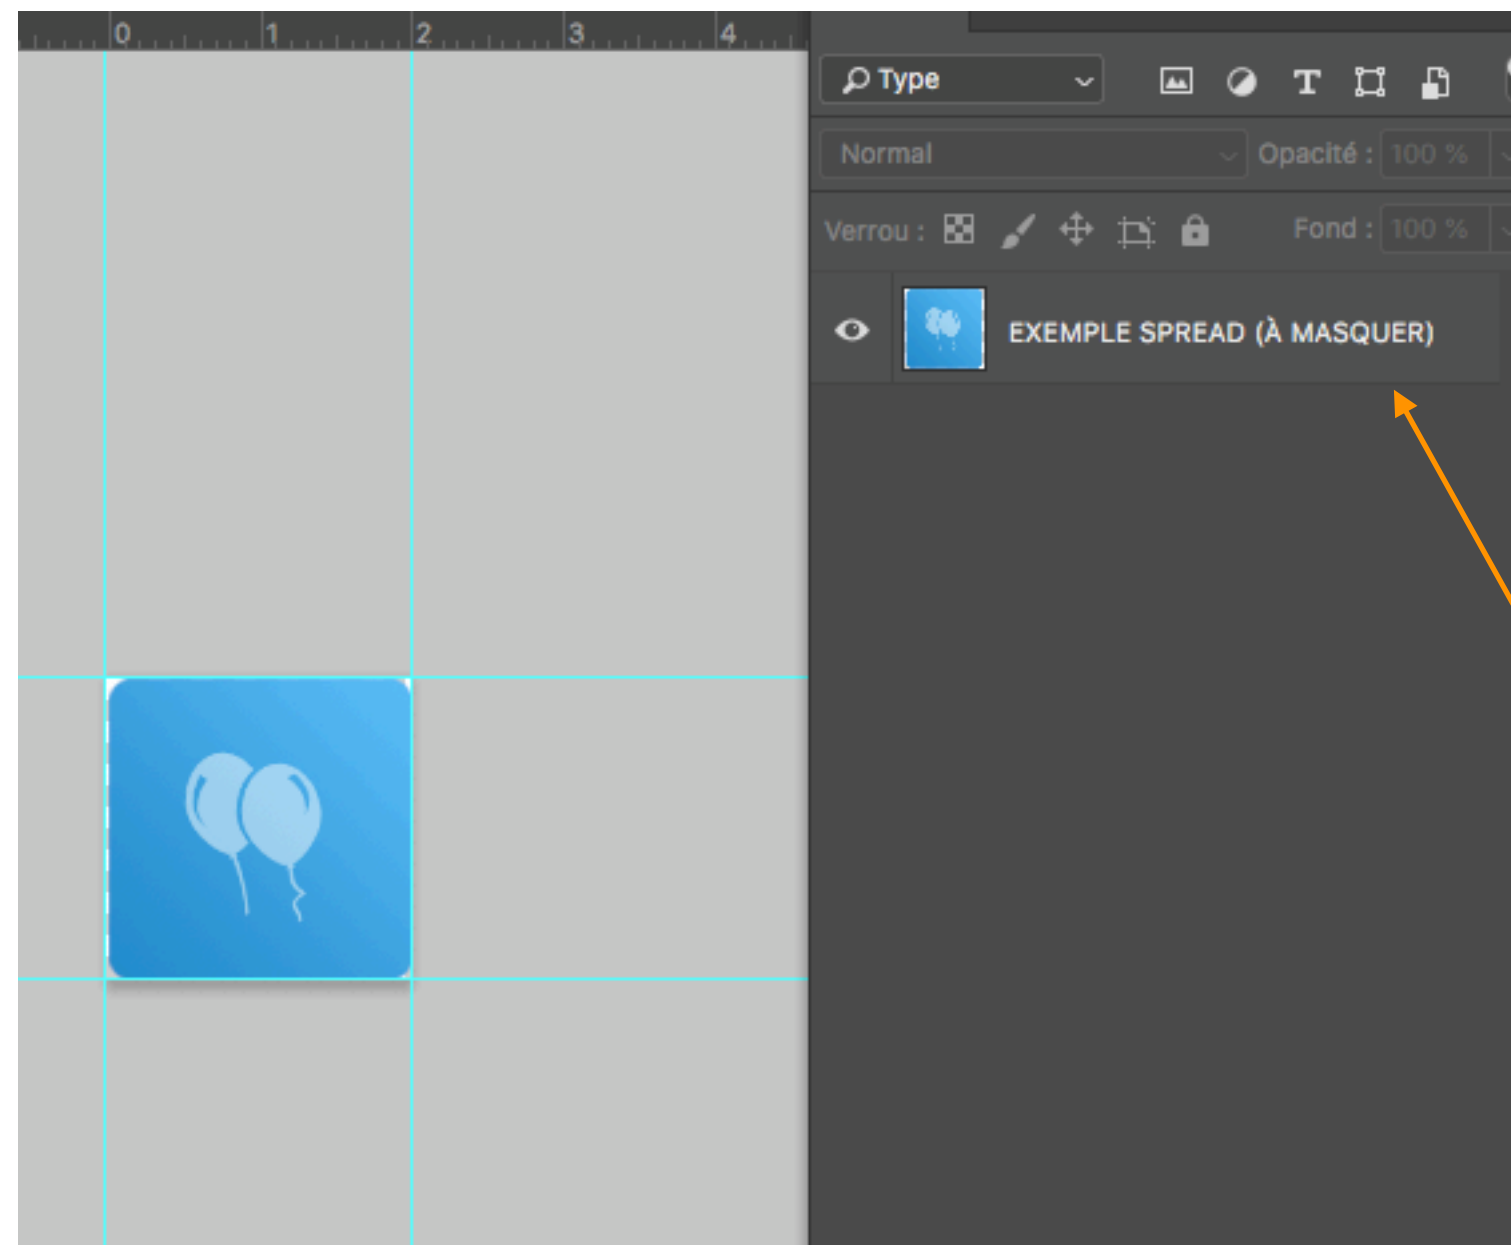 0 1 2 3 4
Type
Normal Opacité : 100 %
Verrou : Fond : 100 %
EXEMPLE SPREAD (À MASQUER)